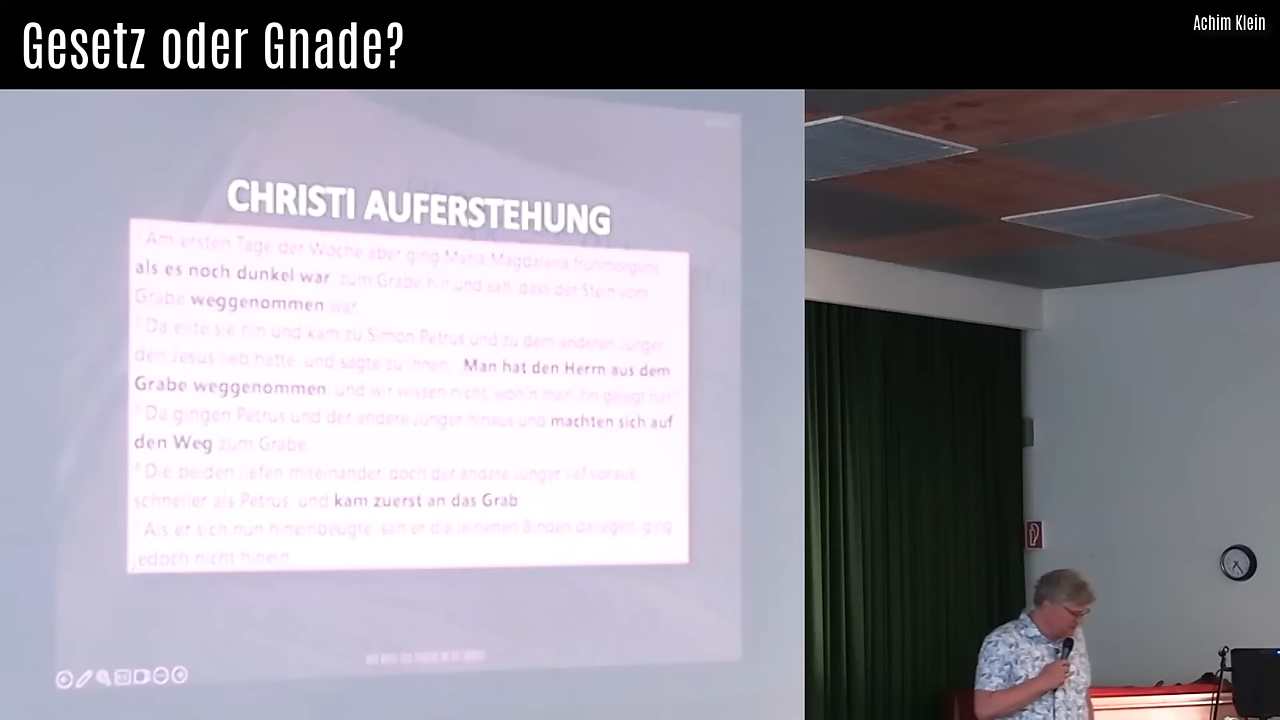 Gesetz oder Gnade?
Achim Klein
CHRISTI AUFERSTEHUNG
Am ersten Tage der Woche aber ging Maria Magdalena frühmorgens,
als es noch dunkel war, zum Grabe hin und sah, dass der Stein vom
Grabe weggenommen war.
Da eilte sie hin und kam zu Simon Petrus und zu dem anderen Jünger,
den Jesus lieb hatte, und sagte zu ihnen: „Man hat den Herrn aus dem
Grabe weggenommen, und wir wissen nicht, wohin man ihn gelegt hat!
Da gingen Petrus und der andere Jünger hinaus und machten sich auf
den Weg zum Grabe.
Die beiden liefen miteinander, doch der andere Jünger lief voraus,
schneller als Petrus, und kam zuerst an das Grab.
Als er sich nun hineinbeugte, sah er die leinenen Binden daliegen, ging
jedoch nicht hinein.